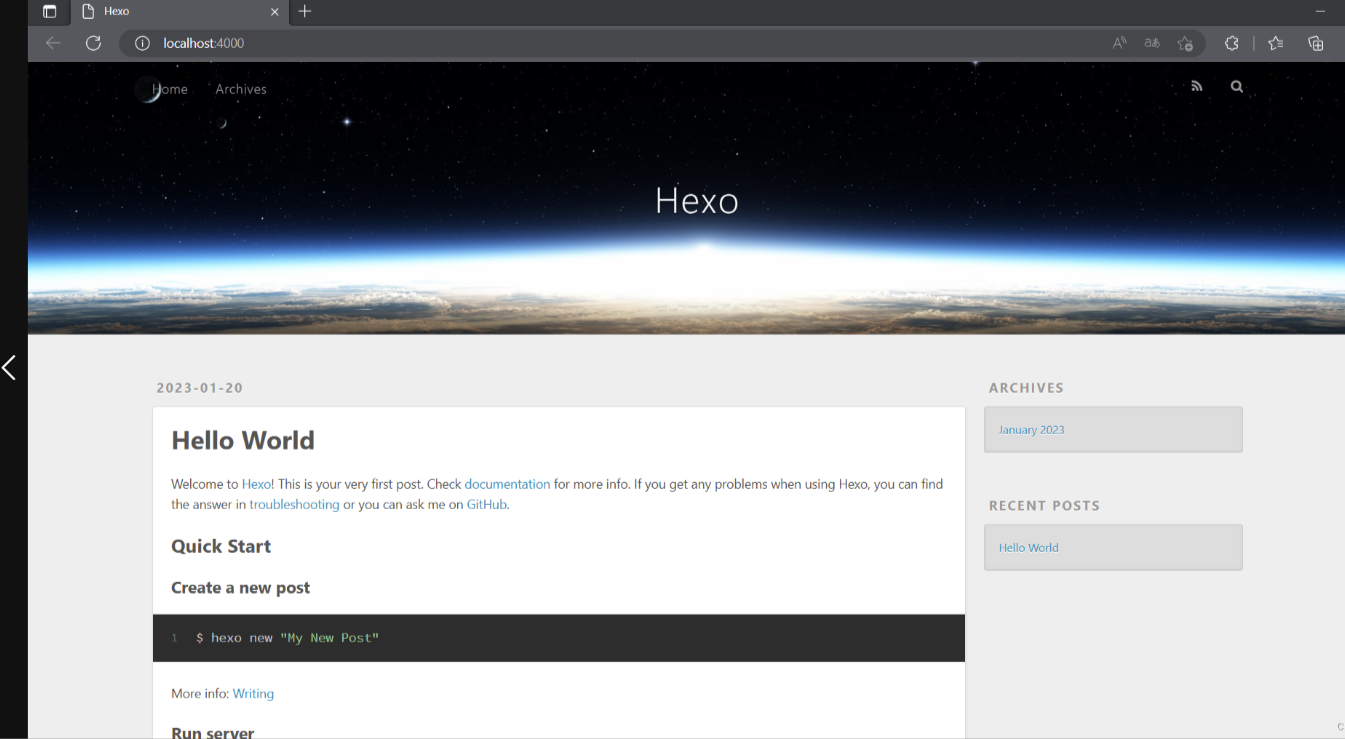 Hexo
localhost:4000
Home Archives
Hexo
2023-01-20
Hello World
Welcome to Hexo! This is your very first post. Check documentation for more info. If you get any problems when using Hexo, you can find
the answer in troubleshooting or you can ask me on GitHub.
Quick Start
Create a new post
1 $ hexo new "My New Post"
More info: Writing
Run server
ARCHIVES
January 2023
RECENT POSTS
Hello World